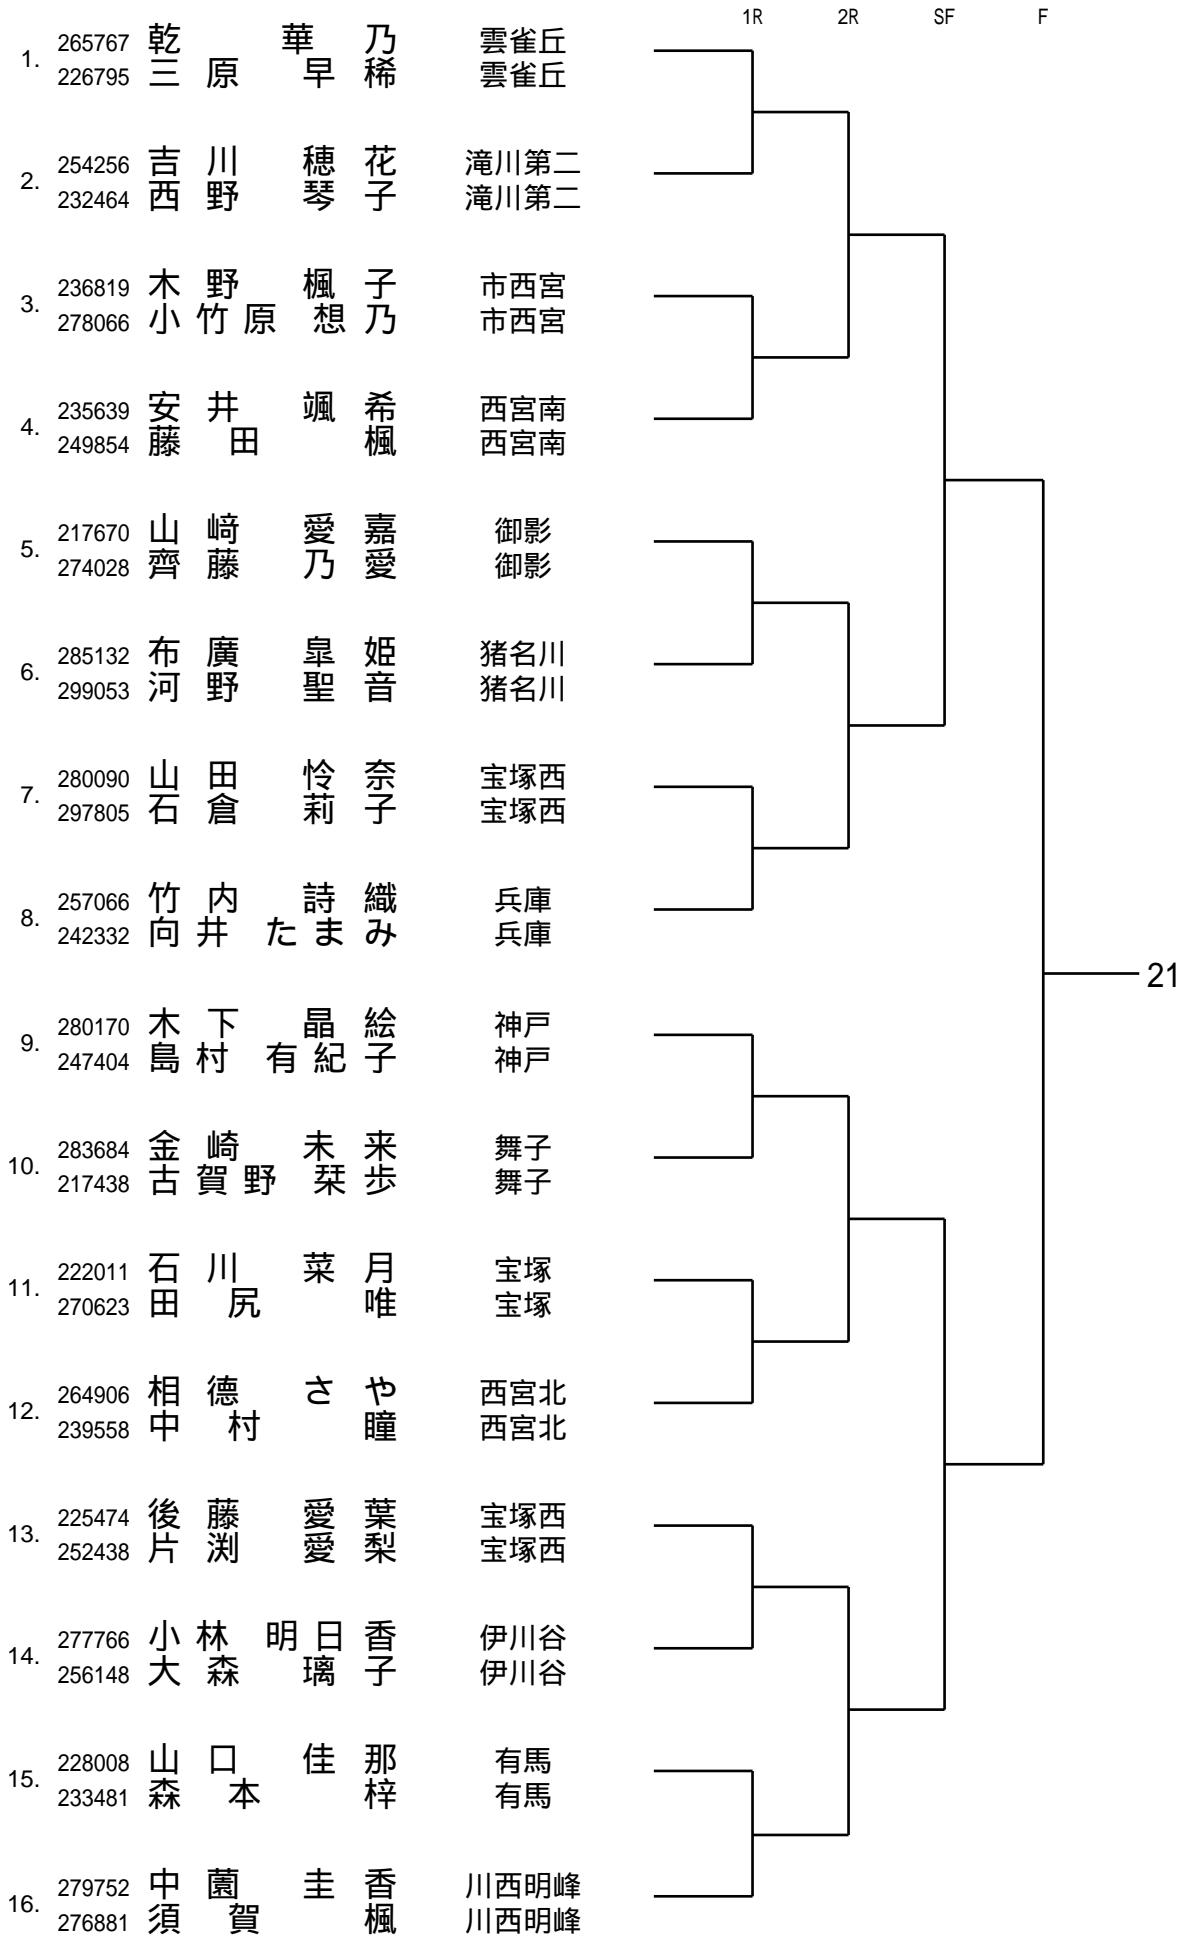 1R 2R SF F
1.
265767 乾 華乃 雲雀丘
226795 三原 早稀 雲雀丘
2.
254256 吉川 穂花 滝川第二
232464 西野 琴子 滝川第二
3.
236819 木野 楓子 市西宮
278066 小竹原 想乃 市西宮
4.
235639 安井 颯希 西宮南
249854 藤田 楓 西宮南
5.
217670 山﨑 愛嘉 御影
274028 齊藤 乃愛 御影
6.
285132 布廣 皐姫 猪名川
299053 河野 聖音 猪名川
7.
280090 山田 怜奈 宝塚西
297805 石倉 莉子 宝塚西
8.
257066 竹内 詩織 兵庫
242332 向井 たまみ 兵庫
21
9.
280170 木下 晶絵 神戸
247404 島村 有紀子 神戸
10.
283684 金崎 未来 舞子
217438 古賀野 栞歩 舞子
11.
222011 石川 菜月 宝塚
270623 田尻 唯 宝塚
12.
264906 相德 さや 西宮北
239558 中村 瞳 西宮北
13.
225474 後藤 愛葉 宝塚西
252438 片渕 愛梨 宝塚西
14.
277766 小林 明日香 伊川谷
256148 大森 璃子 伊川谷
15.
228008 山口 佳那 有馬
233481 森本 梓 有馬
16.
279752 中薗 圭香 川西明峰
276881 須賀 楓 川西明峰